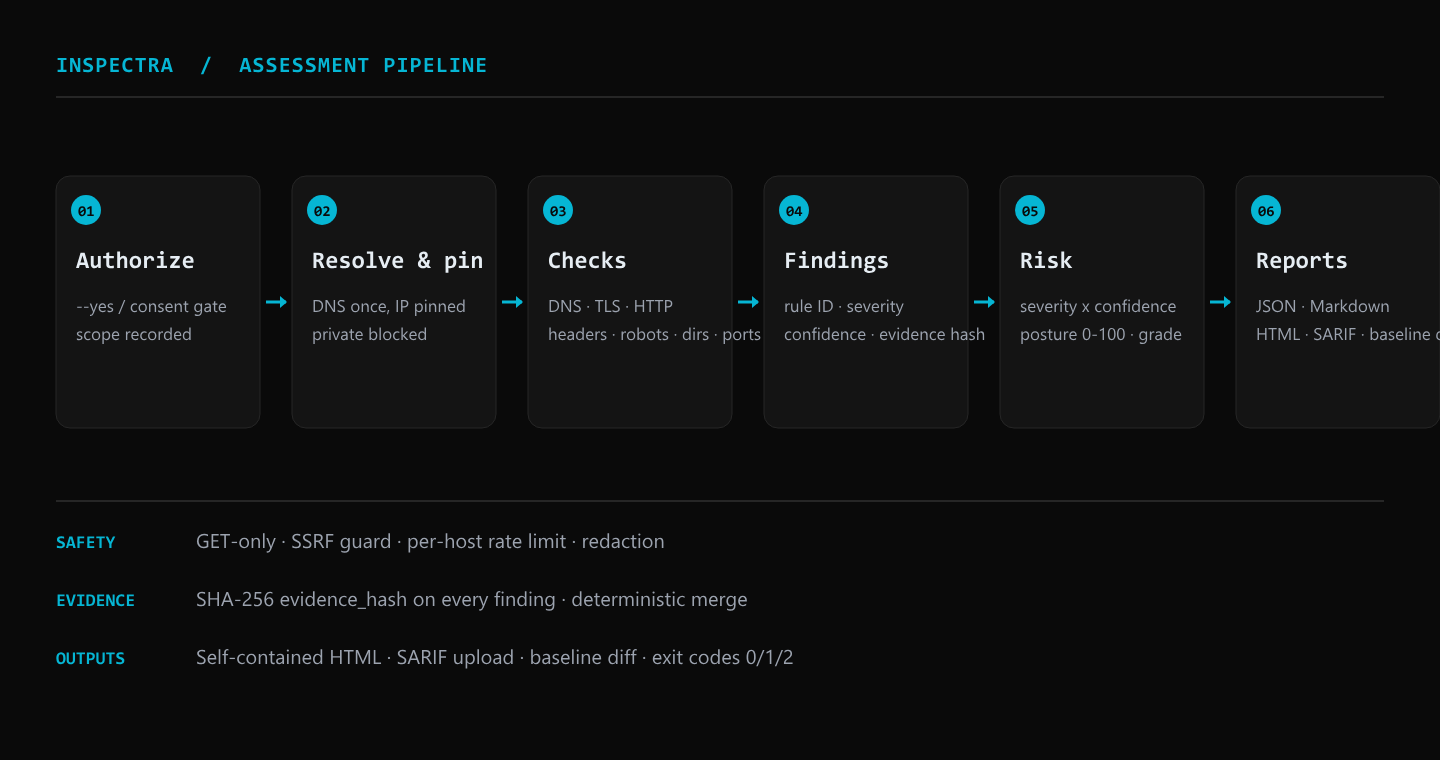 INSPECTRA / ASSESSMENT PIPELINE
01
Authorize
--yes / consent gate
scope recorded
02
Resolve & pin
DNS once, IP pinned
private blocked
03
Checks
DNS · TLS · HTTP
headers · robots · dirs · ports
04
Findings
rule ID · severity
confidence · evidence hash
05
Risk
severity x confidence
posture 0-100 · grade
06
Reports
JSON · Markdown
HTML · SARIF · baseline
SAFETY GET-only · SSRF guard · per-host rate limit · redaction
EVIDENCE SHA-256 evidence_hash on every finding · deterministic merge
OUTPUTS Self-contained HTML · SARIF upload · baseline diff · exit codes 0/1/2